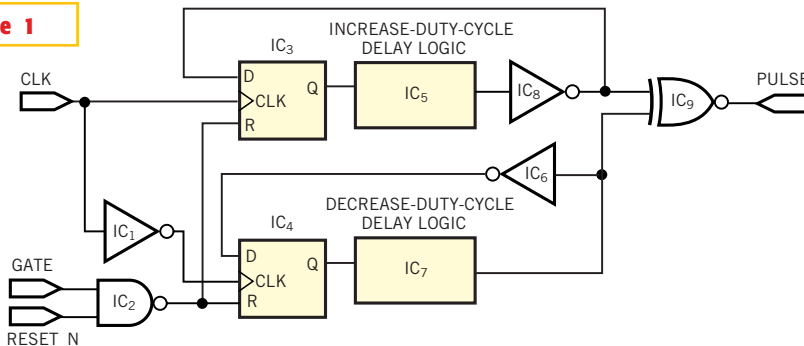 e 1
INCREASE-DUTY-CYCLE
DELAY LOGIC
IC3
CLK
D
Q
CLK
R
IC5
IC8
IC9
PULSE
IC6
DECREASE-DUTY-CYCLE
DELAY LOGIC
IC4
IC1
D
Q
CLK
R
IC7
GATE
IC2
RESET N